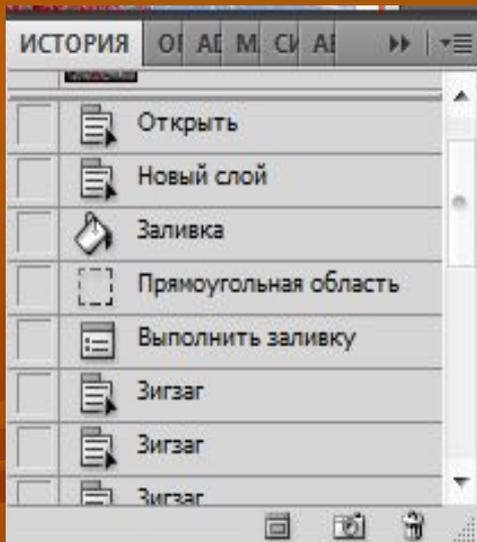 ИСТОРИЯ
Открыть
Новый слой
Заливка
Прямоугольная область
Выполнить заливку
Зигзаг
Зигзаг
Зигзаг